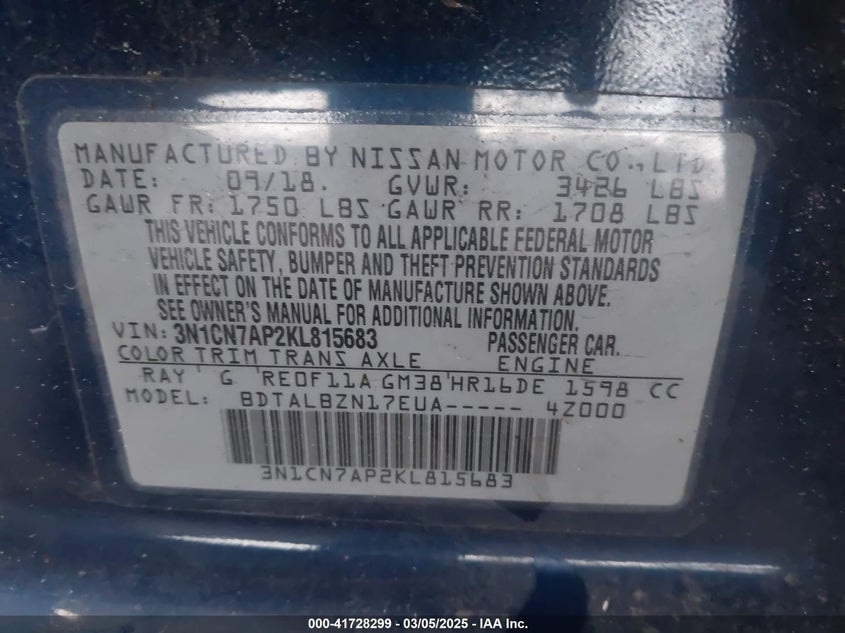 MANUFACTURED BY NISSAN MOTOR CO.,LTD
DATE: 09/18. GVWR: 3426 LBS
GAWR FR: 1750 LBS GAWR RR: 1708 LBS
THIS VEHICLE CONFORMS TO ALL APPLICABLE FEDERAL MOTOR
VEHICLE SAFETY, BUMPER AND THEFT PREVENTION STANDARDS
IN EFFECT ON THE DATE OF MANUFACTURE SHOWN ABOVE.
SEE OWNER'S MANUAL FOR ADDITIONAL INFORMATION.
VIN: 3N1CN7AP2KL815683 PASSENGER CAR.
COLOR TRIM TRANS AXLE ENGINE
RAY G RE0F11A GM38 HR16DE 1598 CC
MODEL: BDTALBZN17EUA----- 4Z000
3N1CN7AP2KL815683
000-41728299 — 03/05/2025 — IAA Inc.